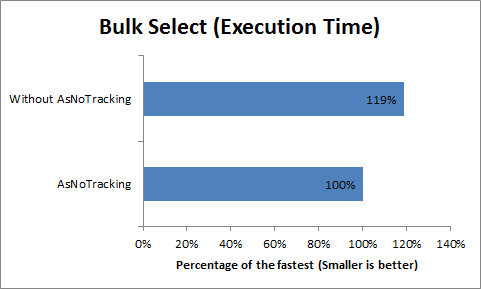 Bulk Select (Execution Time)
Without AsNoTracking
119%
AsNoTracking
100%
0% 20% 40% 60% 80% 100% 120% 140%
Percentage of the fastest (Smaller is better)